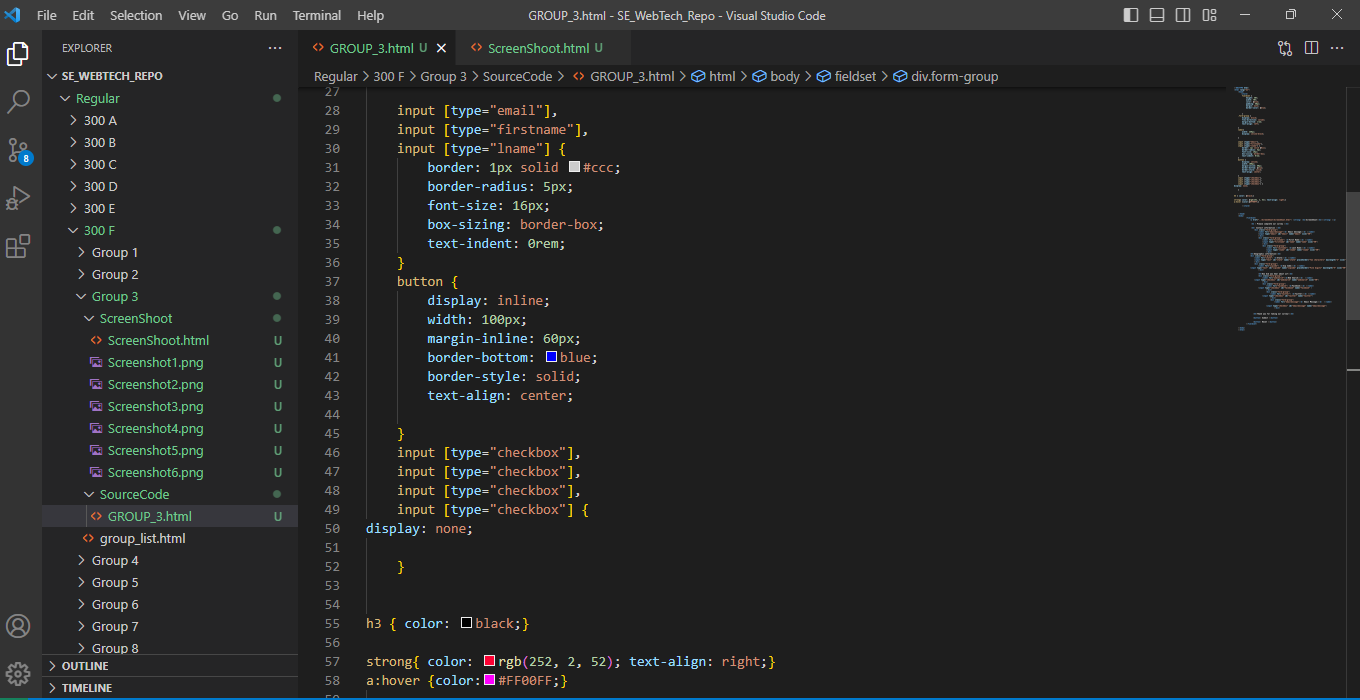 File Edit Selection View Go Run Terminal Help GROUP_3.html - SE_WebTech_Repo - Visual Studio Code
EXPLORER
SE_WEBTECH_REPO
Regular
300 A
300 B
300 C
300 D
300 E
300 F
Group 1
Group 2
Group 3
ScreenShoot
ScreenShoot.html U
Screenshot1.png U
Screenshot2.png U
Screenshot3.png U
Screenshot4.png U
Screenshot5.png U
Screenshot6.png U
SourceCode
GROUP_3.html U
group_list.html
Group 4
Group 5
Group 6
Group 7
Group 8
OUTLINE
TIMELINE
8
GROUP_3.html U ScreenShoot.html U
Regular > 300 F > Group 3 > SourceCode > GROUP_3.html > html > body > fieldset > div.form-group
27
28 input [type="email"],
29 input [type="firstname"],
30 input [type="lname"] {
31 border: 1px solid #ccc;
32 border-radius: 5px;
33 font-size: 16px;
34 box-sizing: border-box;
35 text-indent: 0rem;
36 }
37 button {
38 display: inline;
39 width: 100px;
40 margin-inline: 60px;
41 border-bottom: blue;
42 border-style: solid;
43 text-align: center;
44
45 }
46 input [type="checkbox"],
47 input [type="checkbox"],
48 input [type="checkbox"],
49 input [type="checkbox"] {
50 display: none;
51
52 }
53
54
55 h3 { color: black;}
56
57 strong{ color: rgb(252, 2, 52); text-align: right;}
58 a:hover {color: #FF00FF;}